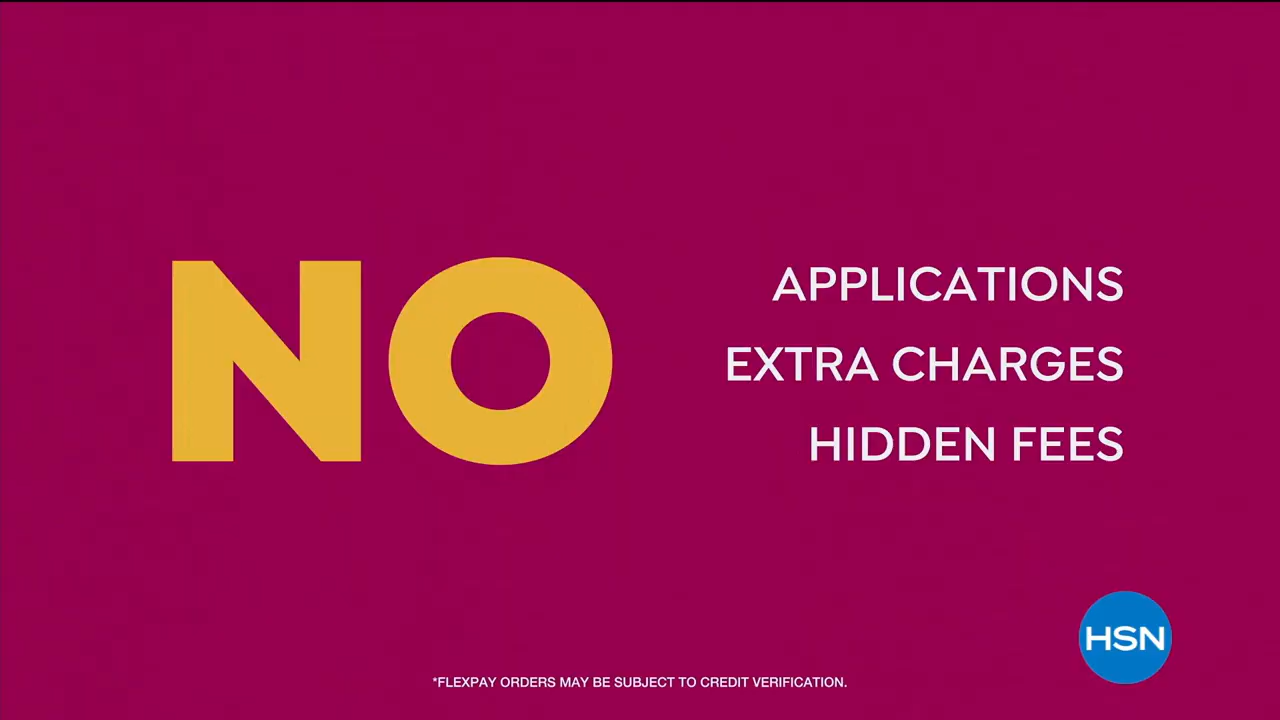 NO
APPLICATIONS
EXTRA CHARGES
HIDDEN FEES
HSN
*FLEXPAY ORDERS MAY BE SUBJECT TO CREDIT VERIFICATION.